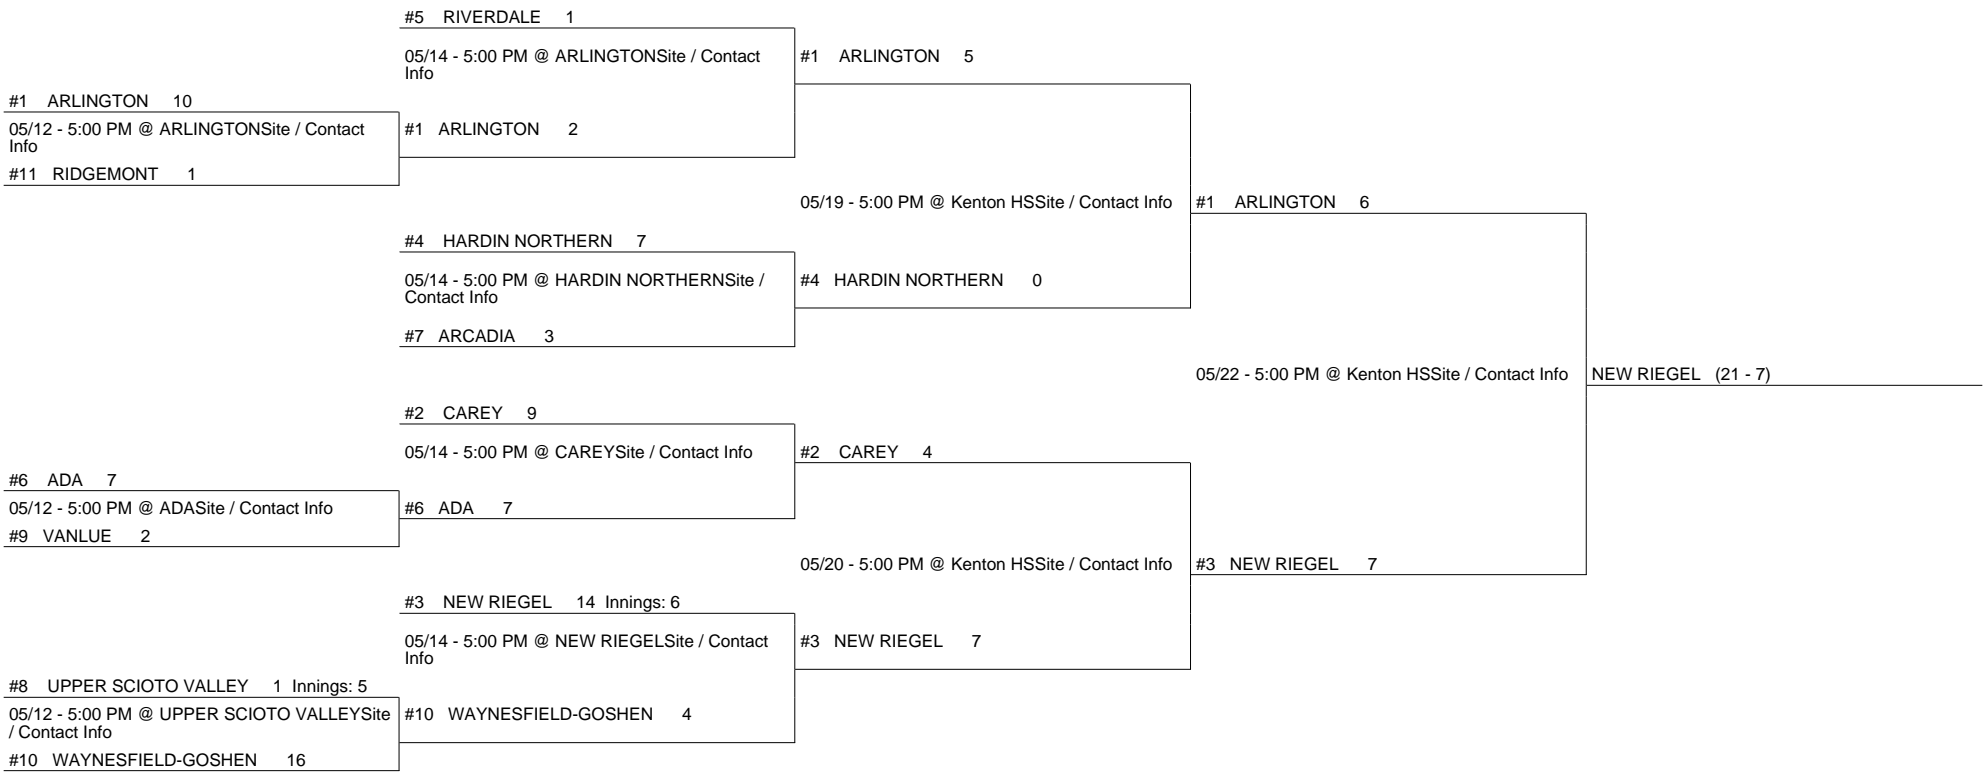 #5 RIVERDALE 1
05/14 - 5:00 PM @ ARLINGTONSite / Contact
Info
#1 ARLINGTON 5
#1 ARLINGTON 10
05/12 - 5:00 PM @ ARLINGTONSite / Contact
Info
#1 ARLINGTON 2
#11 RIDGEMONT 1
05/19 - 5:00 PM @ Kenton HSSite / Contact Info
#1 ARLINGTON 6
#4 HARDIN NORTHERN 7
05/14 - 5:00 PM @ HARDIN NORTHERNSite /
Contact Info
#4 HARDIN NORTHERN 0
#7 ARCADIA 3
05/22 - 5:00 PM @ Kenton HSSite / Contact Info
NEW RIEGEL (21 - 7)
#2 CAREY 9
05/14 - 5:00 PM @ CAREYSite / Contact Info
#2 CAREY 4
#6 ADA 7
05/12 - 5:00 PM @ ADASite / Contact Info
#6 ADA 7
#9 VANLUE 2
05/20 - 5:00 PM @ Kenton HSSite / Contact Info
#3 NEW RIEGEL 7
#3 NEW RIEGEL 14 Innings: 6
05/14 - 5:00 PM @ NEW RIEGELSite / Contact
Info
#3 NEW RIEGEL 7
#8 UPPER SCIOTO VALLEY 1 Innings: 5
05/12 - 5:00 PM @ UPPER SCIOTO VALLEYSite
/ Contact Info
#10 WAYNESFIELD-GOSHEN 4
#10 WAYNESFIELD-GOSHEN 16